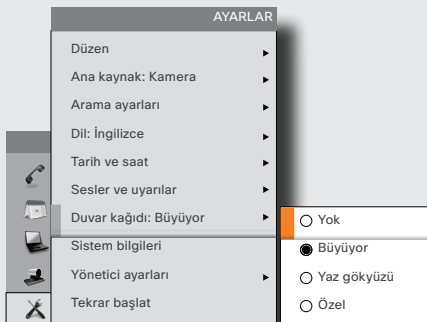 AYARLAR
Düzen
Ana kaynak: Kamera
Arama ayarları
Dil: İngilizce
Tarih ve saat
Sesler ve uyarılar
Duvar kağıdı: Büyüyor
Sistem bilgileri
Yönetici ayarları
Tekrar başlat
Yok
Büyüyor
Yaz gökyüzü
Özel